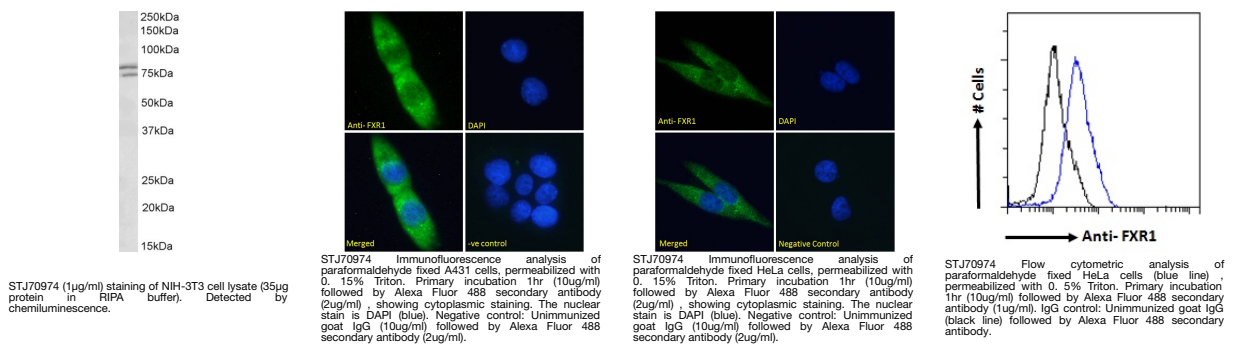 250kDa
150kDa
100kDa
75kDa
50kDa
37kDa
25kDa
20kDa
15kDa
STJ70974 (1µg/ml) staining of NIH-3T3 cell lysate (35µg
protein in RIPA buffer). Detected by
chemiluminescence.
Anti- FXR1
DAPI
Merged
-ve control
STJ70974 Immunofluorescence analysis of
paraformaldehyde fixed A431 cells, permeabilized with
0. 15% Triton. Primary incubation 1hr (10ug/ml)
followed by Alexa Fluor 488 secondary antibody
(2ug/ml) , showing cytoplasmic staining. The nuclear
stain is DAPI (blue). Negative control: Unimmunized
goat IgG (10ug/ml) followed by Alexa Fluor 488
secondary antibody (2ug/ml).
Anti- FXR1
DAPI
Merged
Negative Control
STJ70974 Immunofluorescence analysis of
paraformaldehyde fixed HeLa cells, permeabilized with
0. 15% Triton. Primary incubation 1hr (10ug/ml)
followed by Alexa Fluor 488 secondary antibody
(2ug/ml) , showing cytoplasmic staining. The nuclear
stain is DAPI (blue). Negative control: Unimmunized
goat IgG (10ug/ml) followed by Alexa Fluor 488
secondary antibody (2ug/ml).
# Cells
Anti- FXR1
STJ70974 Flow cytometric analysis of
paraformaldehyde fixed HeLa cells (blue line) ,
permeabilized with 0. 5% Triton. Primary incubation
1hr (10ug/ml) followed by Alexa Fluor 488 secondary
antibody (1ug/ml). IgG control: Unimmunized goat IgG
(black line) followed by Alexa Fluor 488 secondary
antibody.